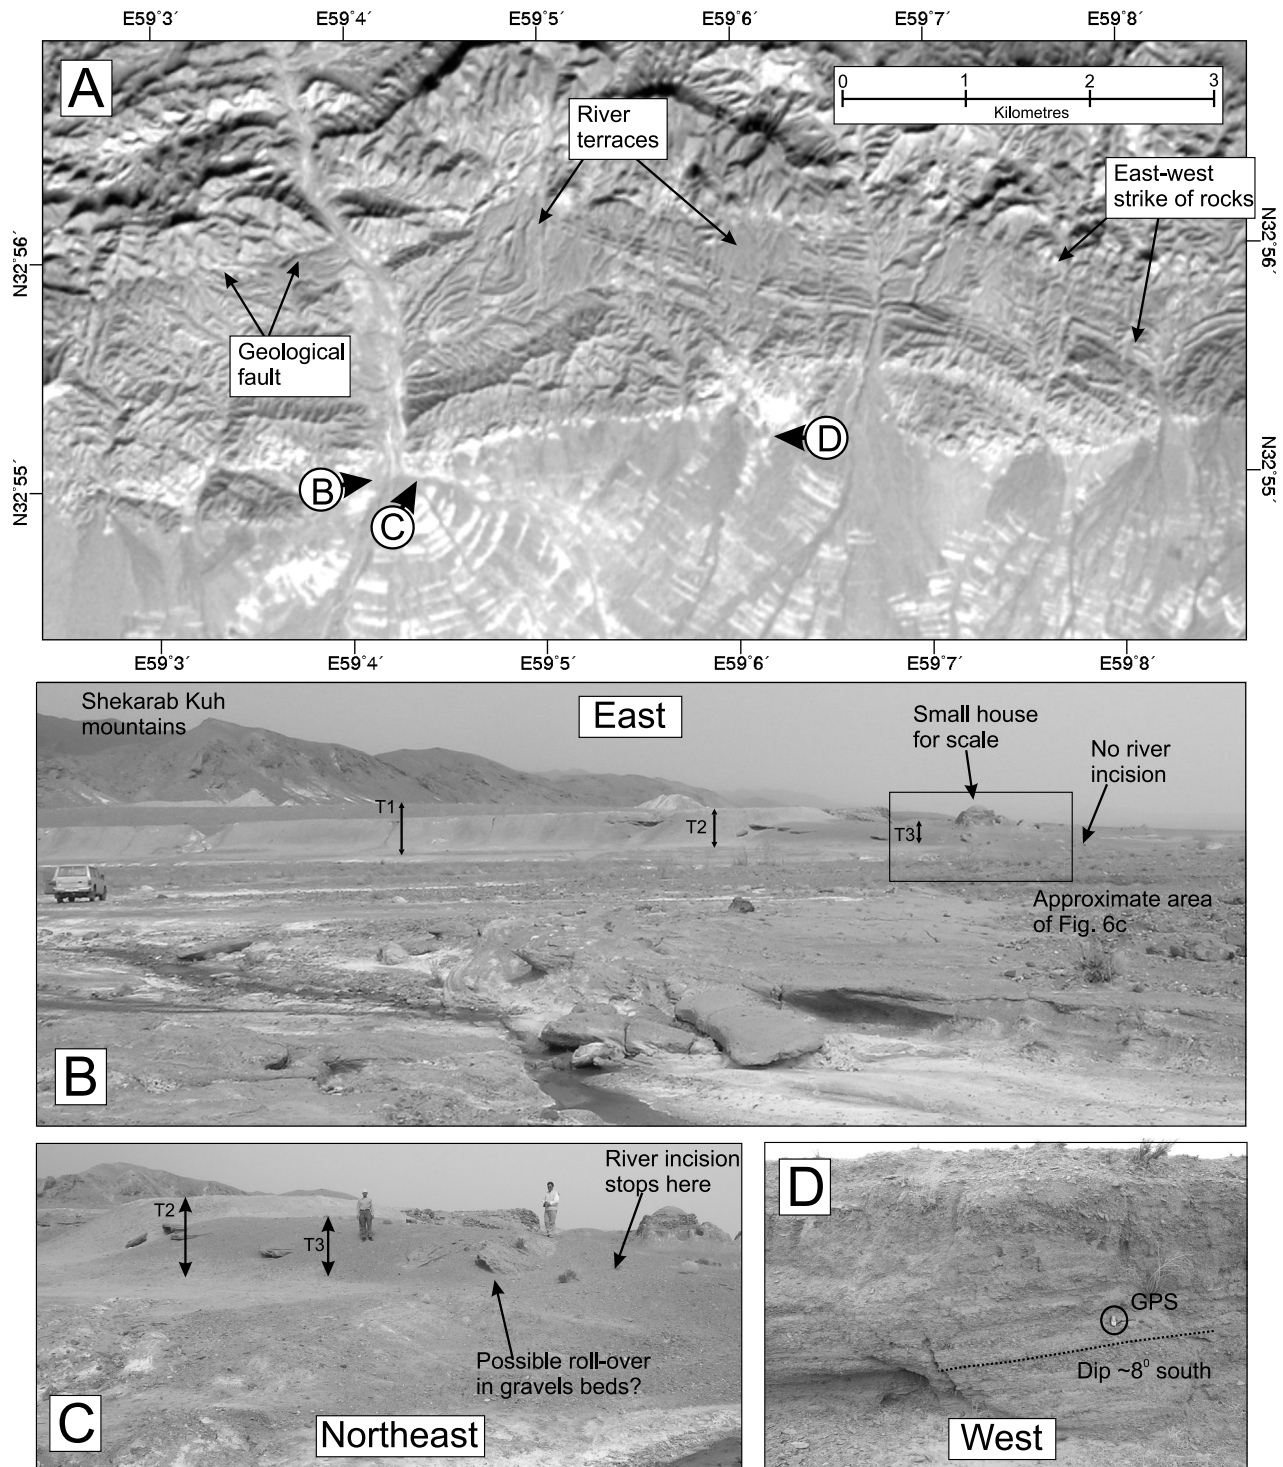 E59°3´ E59°4´ E59°5´ E59°6´ E59°7´ E59°8´
A
0 1 2 3
Kilometres
River
terraces
East-west
strike of rocks
N32°56´
N32°56´
Geological
fault
D
B
C
N32°55´
N32°55´
E59°3´ E59°4´ E59°5´ E59°6´ E59°7´ E59°8´
Shekarab Kuh
mountains
East
Small house
for scale
No river
incision
T1
T2
T3
Approximate area
of Fig. 6c
B
River incision
stops here
T2
T3
Possible roll-over
in gravels beds?
C
Northeast
D
GPS
Dip ~8⁰ south
West